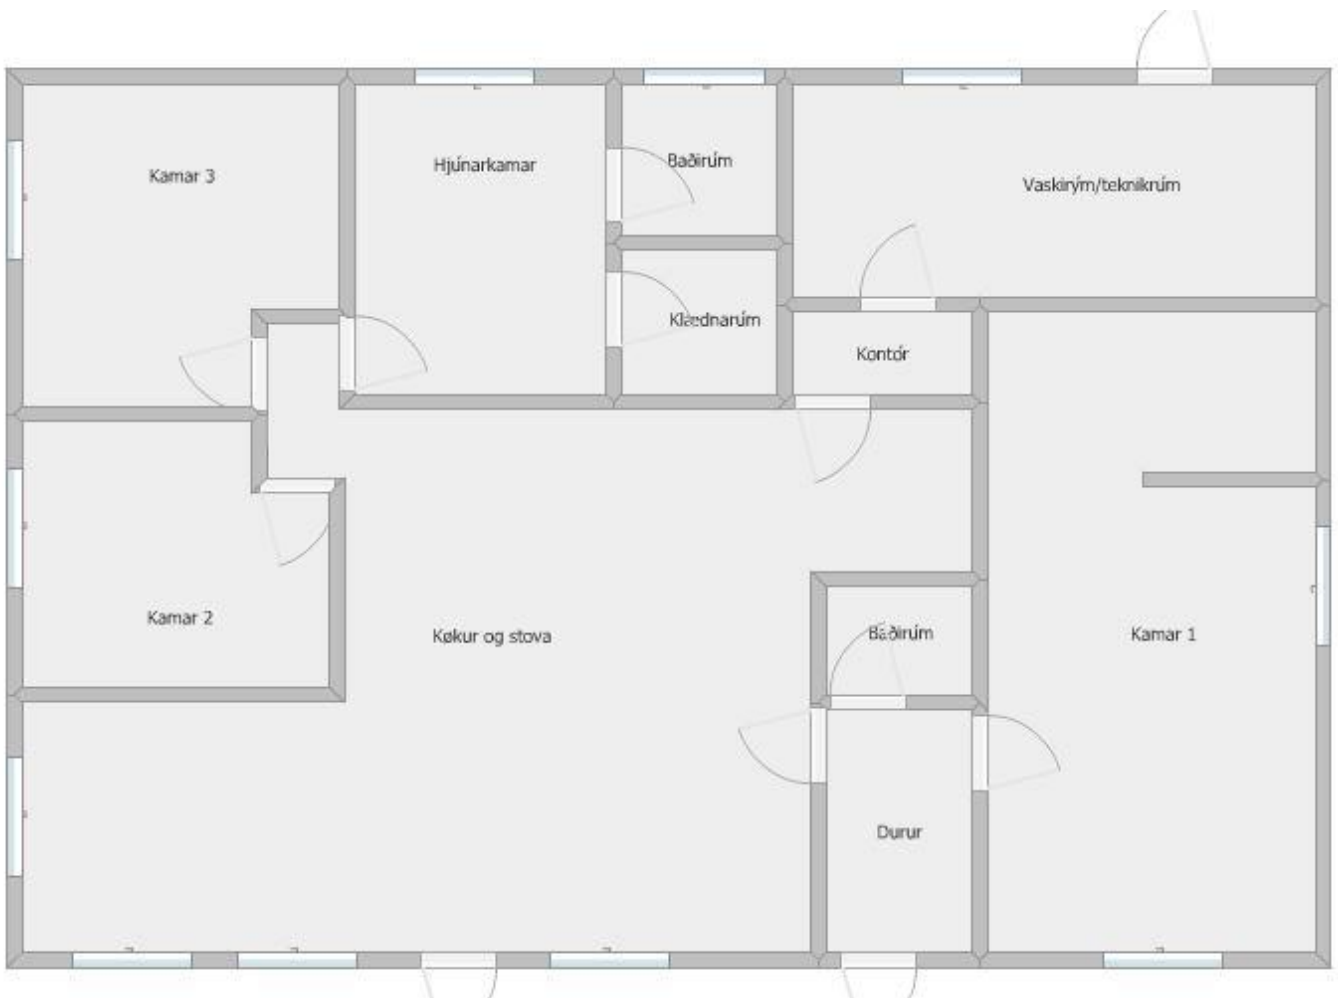 Kamar 3
Hjúnarkamar
Baðirúm
Vaskirým/teknikrúm
Klædnarúm
Kontór
Kamar 2
Køkur og stova
Baðirúm
Kamar 1
Durur